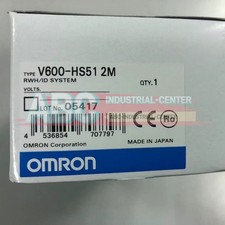 TYPE V600-HS51 2M
RWH/ID SYSTEM
QTY. 1
VOLTS.
INDUSTRIAL-CENTER
LOT No. 05417
CE
4 536854 707797
OMRON Corporation
MADE IN JAPAN
OMRON